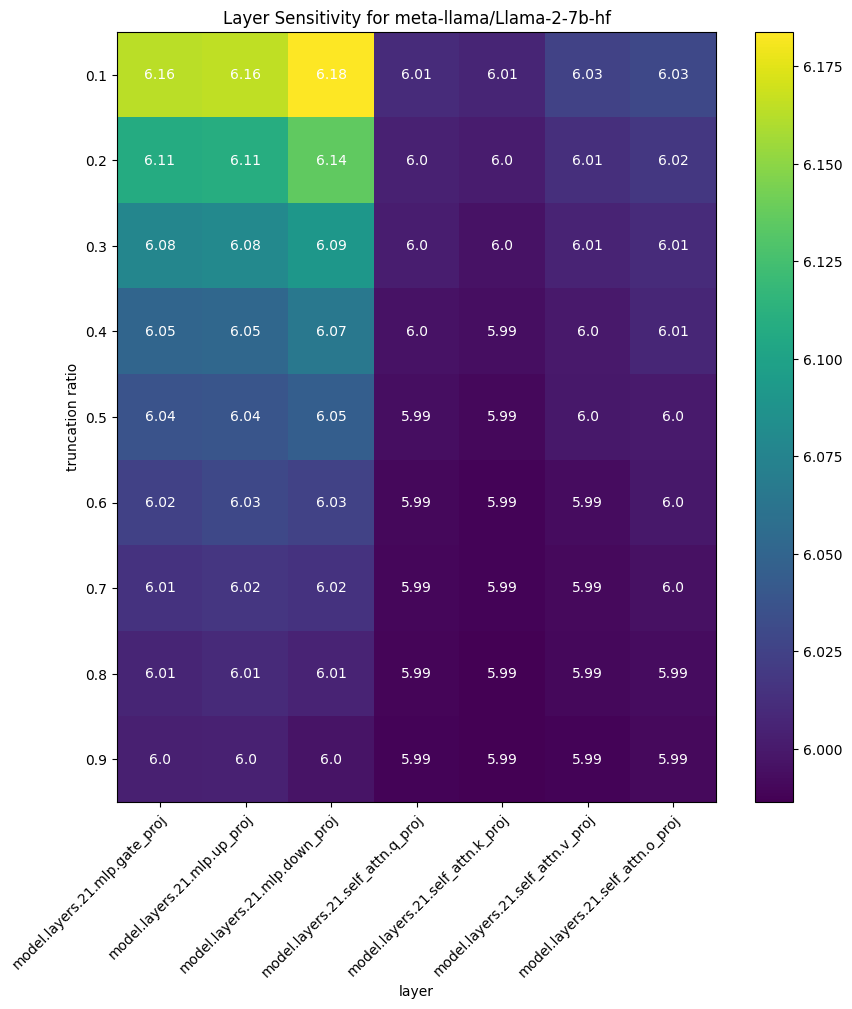 Layer Sensitivity for meta-llama/Llama-2-7b-hf
truncation ratio
0.1 6.16 6.16 6.18 6.01 6.01 6.03 6.03
0.2 6.11 6.11 6.14 6.0 6.0 6.01 6.02
0.3 6.08 6.08 6.09 6.0 6.0 6.01 6.01
0.4 6.05 6.05 6.07 6.0 5.99 6.0 6.01
0.5 6.04 6.04 6.05 5.99 5.99 6.0 6.0
0.6 6.02 6.03 6.03 5.99 5.99 5.99 6.0
0.7 6.01 6.02 6.02 5.99 5.99 5.99 6.0
0.8 6.01 6.01 6.01 5.99 5.99 5.99 5.99
0.9 6.0 6.0 6.0 5.99 5.99 5.99 5.99
model.layers.21.mlp.gate_proj
model.layers.21.mlp.up_proj
model.layers.21.mlp.down_proj
model.layers.21.self_attn.q_proj
model.layers.21.self_attn.k_proj
model.layers.21.self_attn.v_proj
model.layers.21.self_attn.o_proj
layer
6.175
6.150
6.125
6.100
6.075
6.050
6.025
6.000